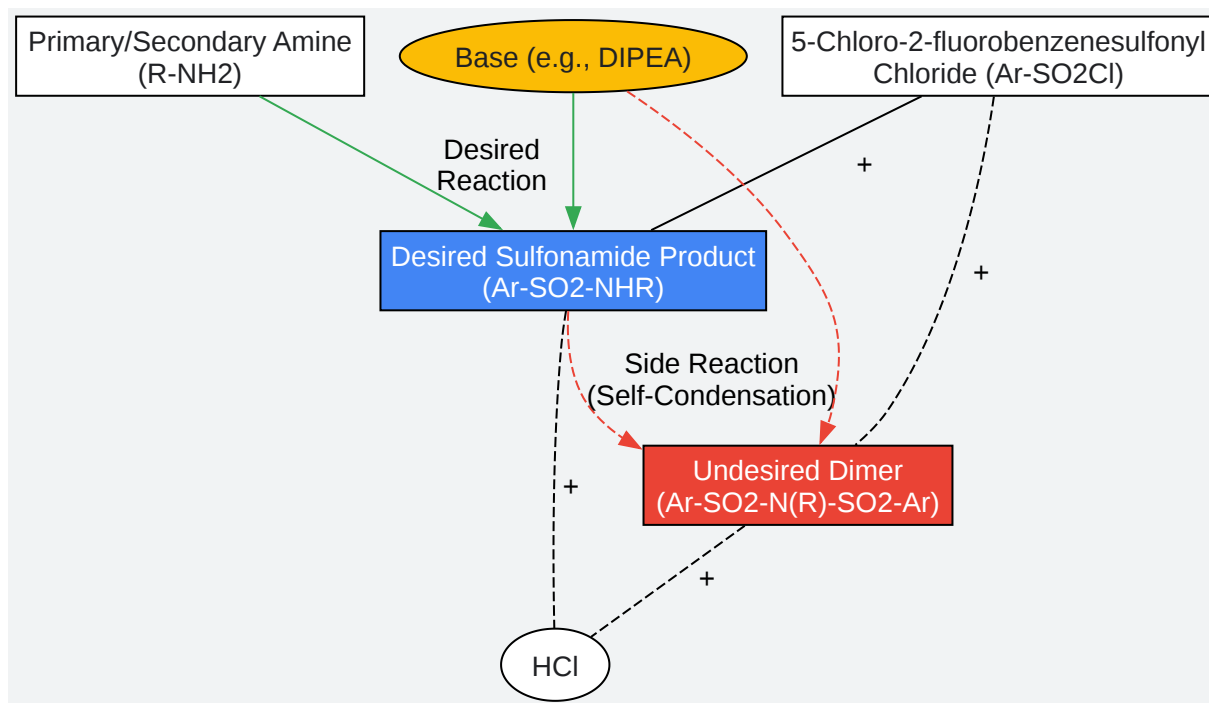 Primary/Secondary Amine
(R-NH2)
Base (e.g., DIPEA)
5-Chloro-2-fluorobenzenesulfonyl
Chloride (Ar-SO2Cl)
Desired
Reaction
+
Desired Sulfonamide Product
(Ar-SO2-NHR)
+
Side Reaction
(Self-Condensation)
Undesired Dimer
(Ar-SO2-N(R)-SO2-Ar)
+
+
HCl